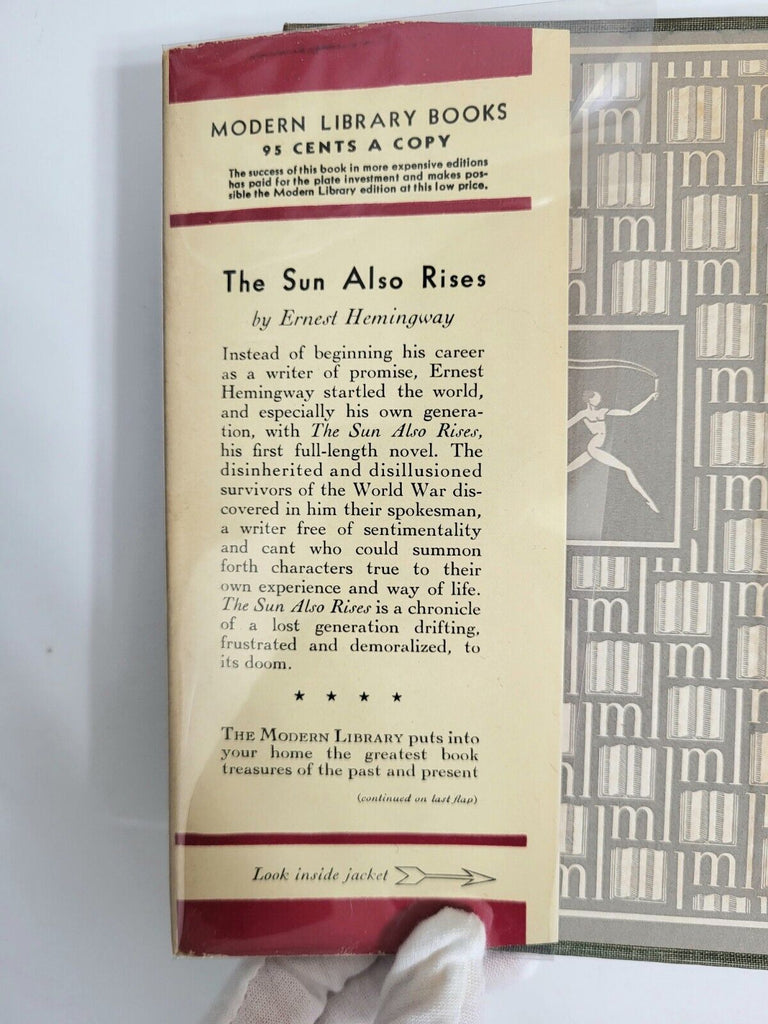 MODERN LIBRARY BOOKS
95 CENTS A COPY
The success of this book in more expensive editions
has paid for the plate investment and makes pos-
sible the Modern Library edition at this low price.
The Sun Also Rises
by Ernest Hemingway
Instead of beginning his career
as a writer of promise, Ernest
Hemingway startled the world,
and especially his own genera-
tion, with The Sun Also Rises,
his first full-length novel. The
disinherited and disillusioned
survivors of the World War dis-
covered in him their spokesman,
a writer free of sentimentality
and cant who could summon
forth characters true to their
own experience and way of life.
The Sun Also Rises is a chronicle
of a lost generation drifting,
frustrated and demoralized, to
its doom.
THE MODERN LIBRARY puts into
your home the greatest book
treasures of the past and present
(continued on last flap)
Look inside jacket